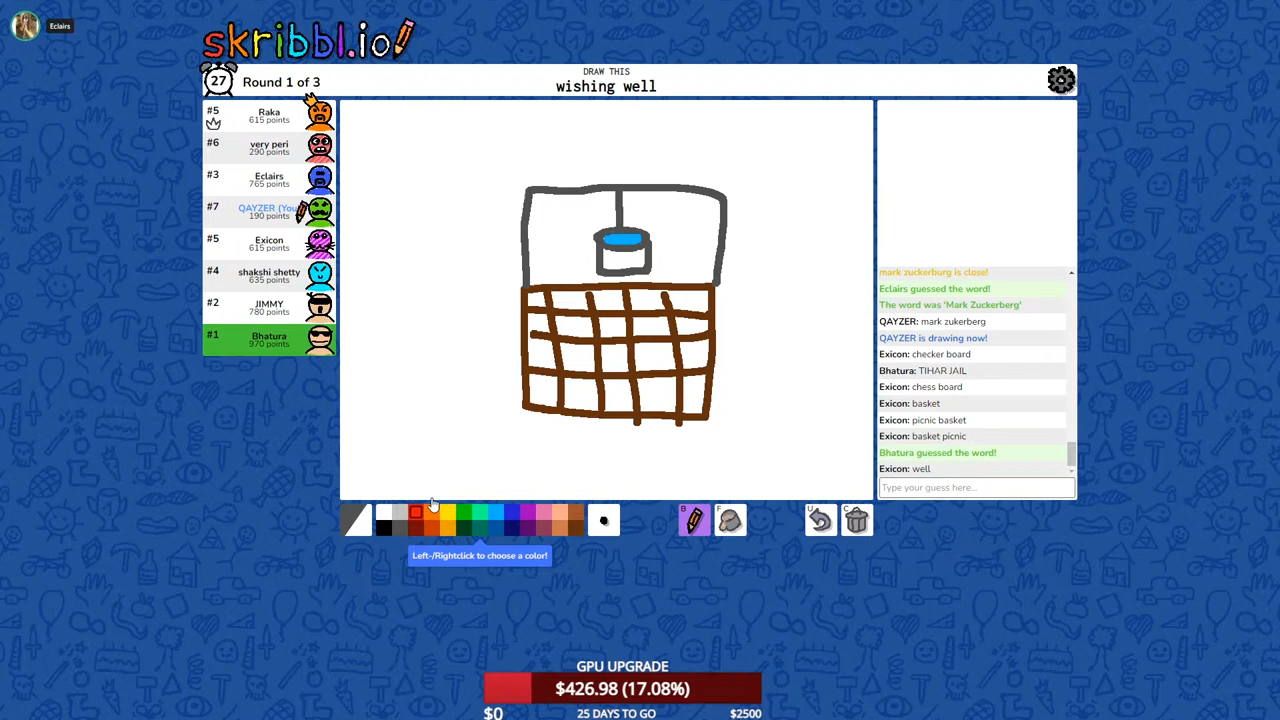 Eclairs
skribbl.io
27
Round 1 of 3
DRAW THIS
wishing well
#5
Raka
615 points
#6
very peri
290 points
#3
Eclairs
765 points
#7
QAYZER (You
190 points
#5
Exicon
615 points
#4
shakshi shetty
635 points
#2
JIMMY
780 points
#1
Bhatura
970 points
mark zuckerburg is close!
Eclairs guessed the word!
The word was 'Mark Zuckerberg'
QAYZER: mark zukerberg
QAYZER is drawing now!
Exicon: checker board
Bhatura: TIHAR JAIL
Exicon: chess board
Exicon: basket
Exicon: picnic basket
Exicon: basket picnic
Bhatura guessed the word!
Exicon: well
Type your guess here...
B
F
U
C
Left-/Rightclick to choose a color!
GPU UPGRADE
$426.98 (17.08%)
$0
25 DAYS TO GO
$2500